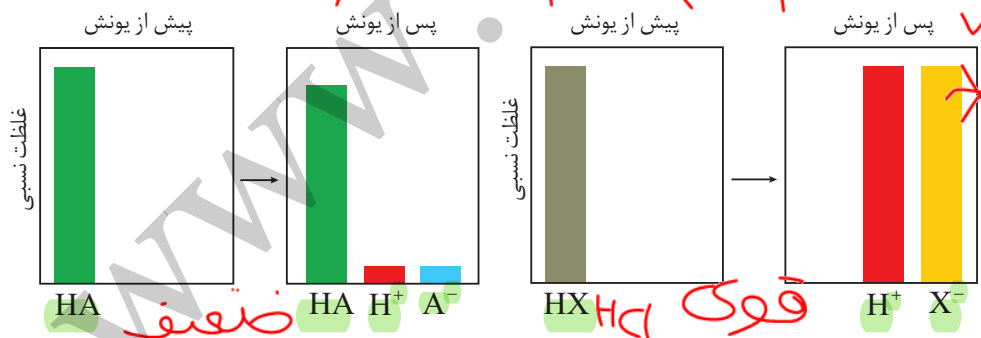 پیش از یونش
پس از یونش
پیش از یونش
پس از یونش
غلظت نسبی
غلظت نسبی
HA
HA H⁺ A⁻
HX
H⁺ X⁻
ضعیف
HCl
قوی
www.